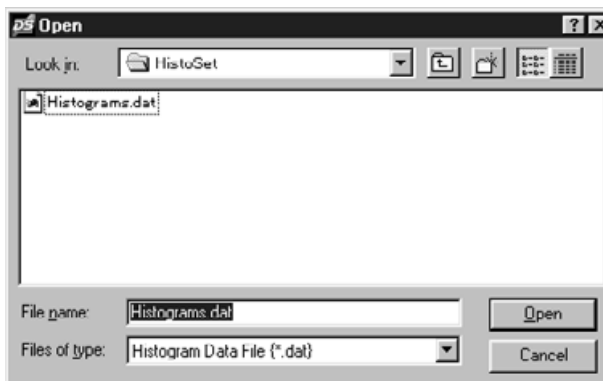 DS Open
Look in: HistoSet
Histograms.dat
File name: Histograms.dat Open
Files of type: Histogram Data File {*.dat} Cancel